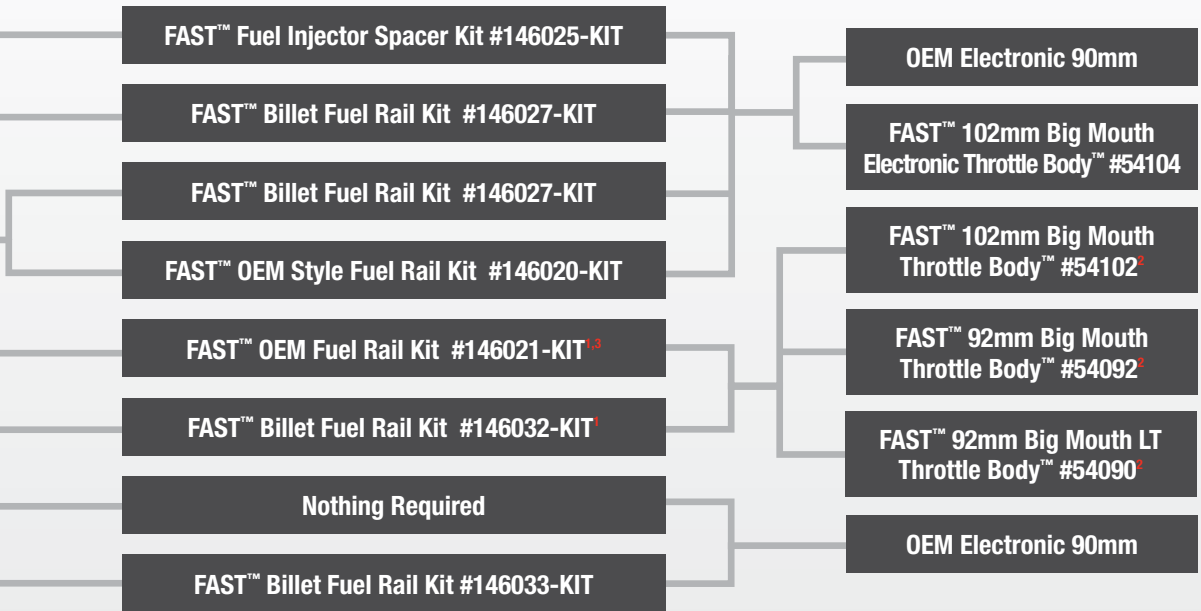 FAST™ Fuel Injector Spacer Kit #146025-KIT
FAST™ Billet Fuel Rail Kit #146027-KIT
FAST™ Billet Fuel Rail Kit #146027-KIT
FAST™ OEM Style Fuel Rail Kit #146020-KIT
FAST™ OEM Fuel Rail Kit #146021-KIT1,3
FAST™ Billet Fuel Rail Kit #146032-KIT1
Nothing Required
FAST™ Billet Fuel Rail Kit #146033-KIT
OEM Electronic 90mm
FAST™ 102mm Big Mouth
Electronic Throttle Body™ #54104
FAST™ 102mm Big Mouth
Throttle Body™ #541022
FAST™ 92mm Big Mouth
Throttle Body™ #540922
FAST™ 92mm Big Mouth LT
Throttle Body™ #540902
OEM Electronic 90mm